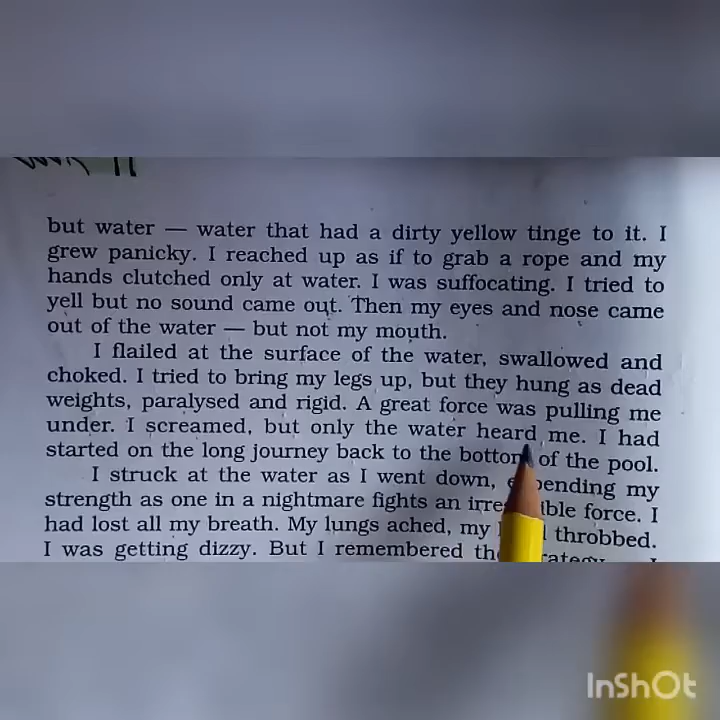 but water — water that had a dirty yellow tinge to it. I
grew panicky. I reached up as if to grab a rope and my
hands clutched only at water. I was suffocating. I tried to
yell but no sound came out. Then my eyes and nose came
out of the water — but not my mouth.
I flailed at the surface of the water, swallowed and
choked. I tried to bring my legs up, but they hung as dead
weights, paralysed and rigid. A great force was pulling me
under. I screamed, but only the water heard me. I had
started on the long journey back to the bottom of the pool.
I struck at the water as I went down, my
strength as one in a nightmare fights an force. I
had lost all my breath. My lungs ached, my throbbed.
I was getting dizzy. But I remembered
InShOt